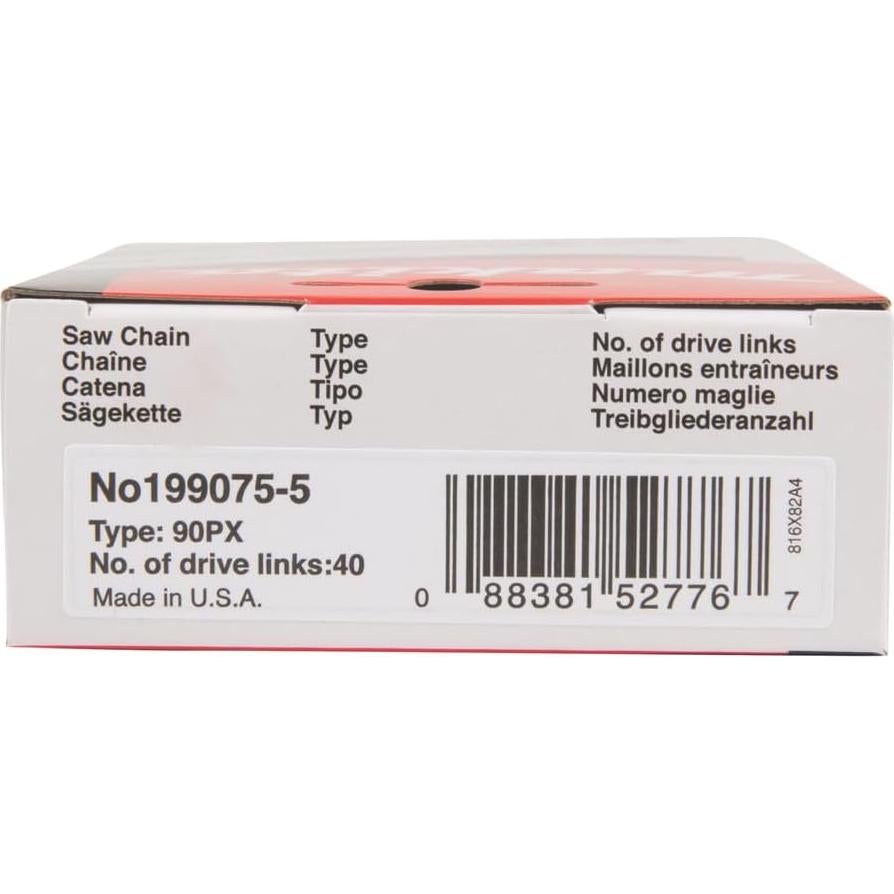 Saw Chain Type No. of drive links
Chaîne Type Maillons entraîneurs
Catena Tipo Numero maglie
Sägekette Typ Treibgliederanzahl
No199075-5
Type: 90PX
No. of drive links:40
Made in U.S.A.
0 88381 52776 7
816X82A4